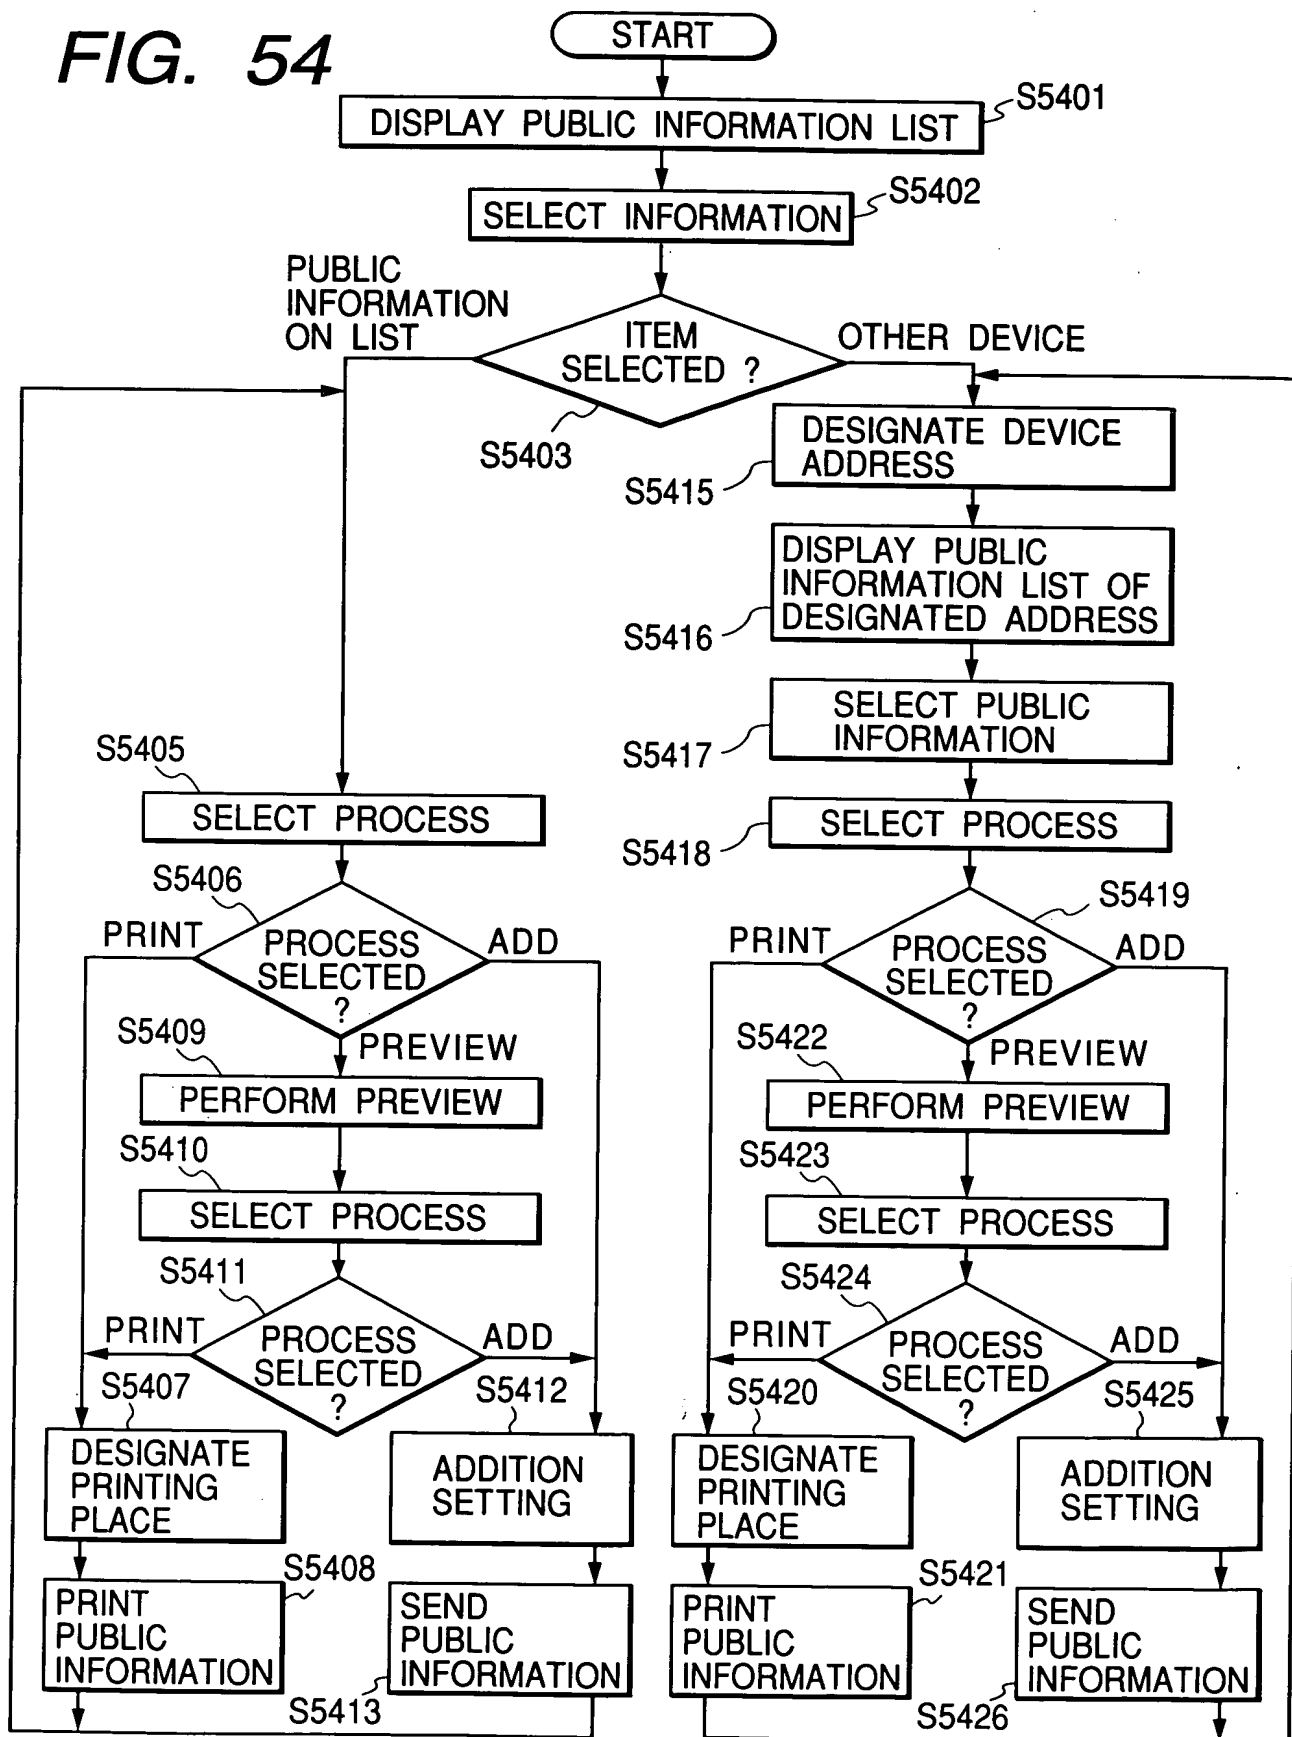 FIG. 54
START
DISPLAY PUBLIC INFORMATION LIST
S5401
SELECT INFORMATION
S5402
PUBLIC
INFORMATION
ON LIST
ITEM
SELECTED ?
OTHER DEVICE
S5403
DESIGNATE DEVICE
ADDRESS
S5415
DISPLAY PUBLIC
INFORMATION LIST OF
DESIGNATED ADDRESS
S5416
SELECT PUBLIC
INFORMATION
S5417
S5405
SELECT PROCESS
SELECT PROCESS
S5418
S5406
PRINT
PROCESS
SELECTED
?
ADD
PREVIEW
S5409
PERFORM PREVIEW
S5410
SELECT PROCESS
S5411
PRINT
PROCESS
SELECTED
?
ADD
S5407
DESIGNATE
PRINTING
PLACE
S5412
ADDITION
SETTING
S5408
PRINT
PUBLIC
INFORMATION
SEND
PUBLIC
INFORMATION
S5413
S5419
PRINT
PROCESS
SELECTED
?
ADD
PREVIEW
S5422
PERFORM PREVIEW
S5423
SELECT PROCESS
S5424
PRINT
PROCESS
SELECTED
?
ADD
S5420
DESIGNATE
PRINTING
PLACE
S5425
ADDITION
SETTING
S5421
PRINT
PUBLIC
INFORMATION
SEND
PUBLIC
INFORMATION
S5426